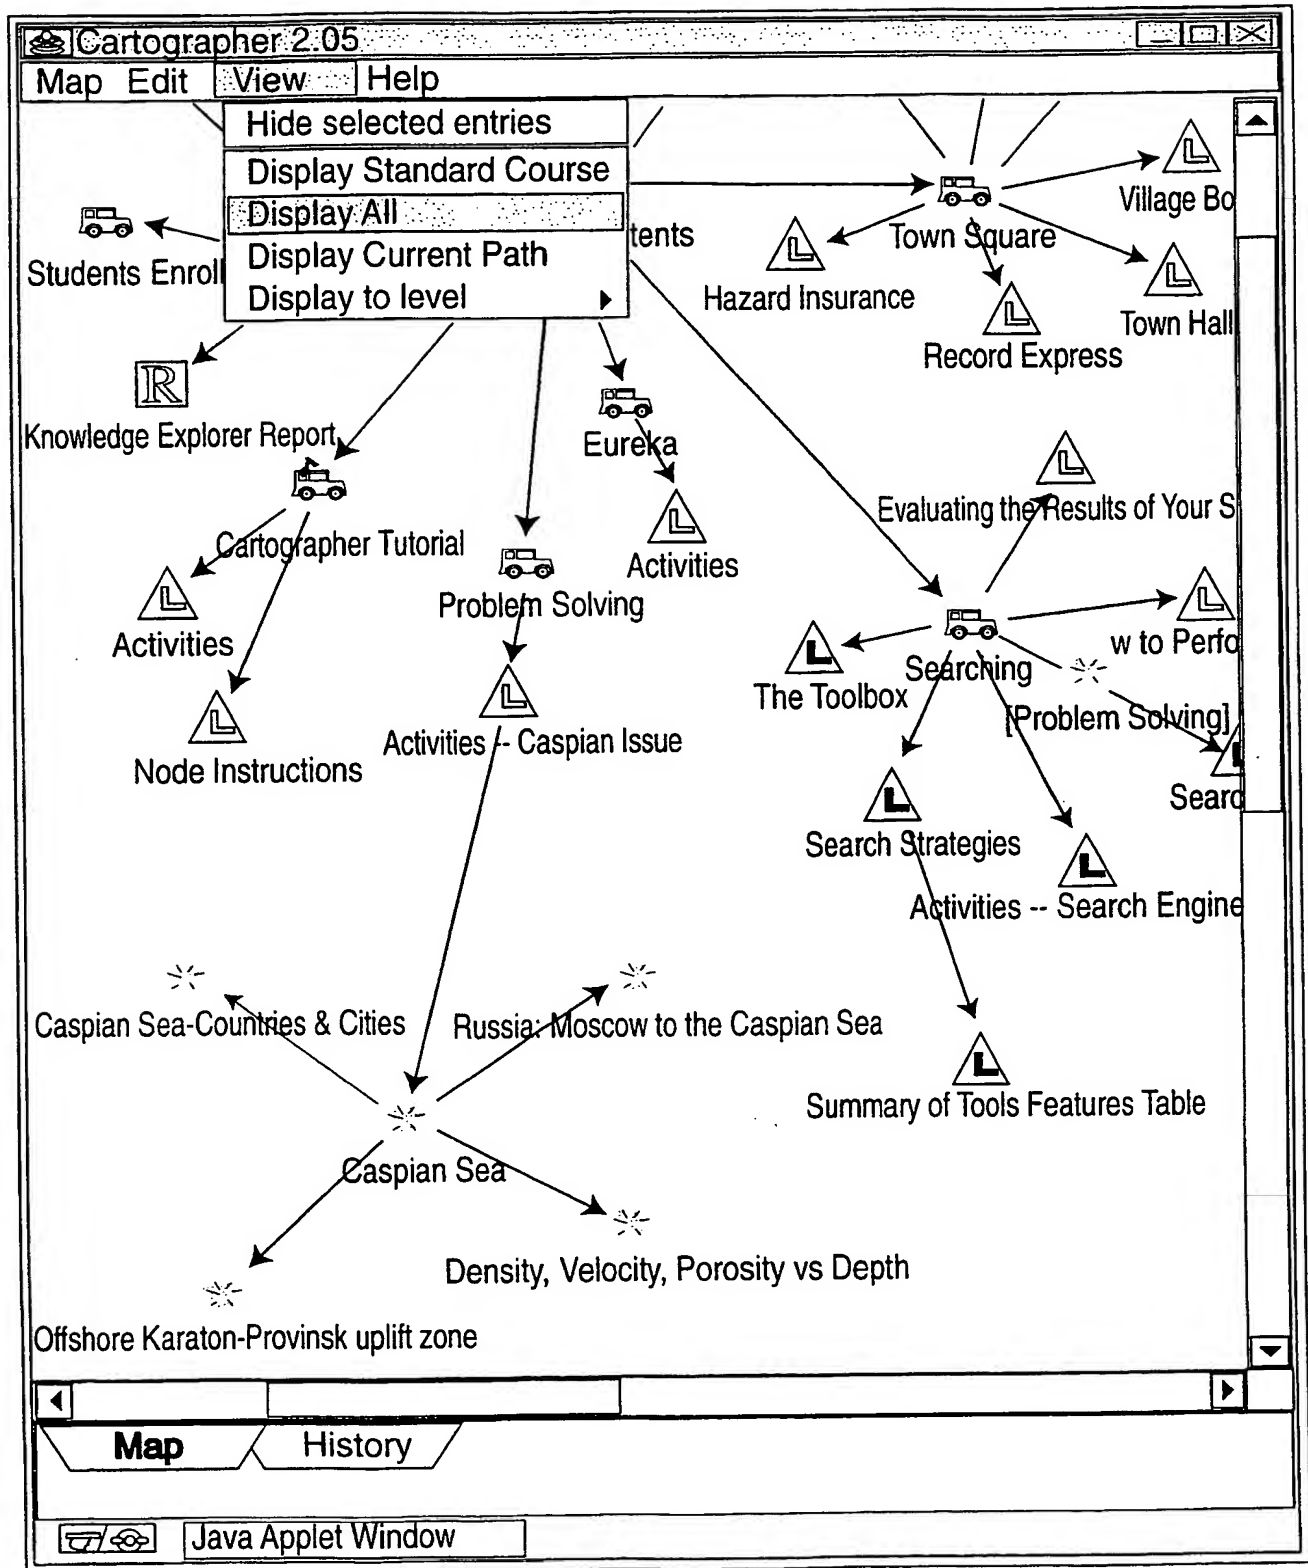 Cartographer 2.05
Map Edit View Help
Hide selected entries
Display Standard Course
Display All
Display Current Path
Display to level
tents
Students Enroll
Village Bo
Town Square
Hazard Insurance
Town Hall
Record Express
R
Knowledge Explorer Report
Eureka
Evaluating the Results of Your S
Cartographer Tutorial
Activities
Problem Solving
Activities
w to Perfo
Searching
The Toolbox
[Problem Solving]
Activities -- Caspian Issue
Node Instructions
Searc
Search Strategies
Activities -- Search Engine
Caspian Sea-Countries & Cities
Russia: Moscow to the Caspian Sea
Summary of Tools Features Table
Caspian Sea
Density, Velocity, Porosity vs Depth
Offshore Karaton-Provinsk uplift zone
Map History
Java Applet Window